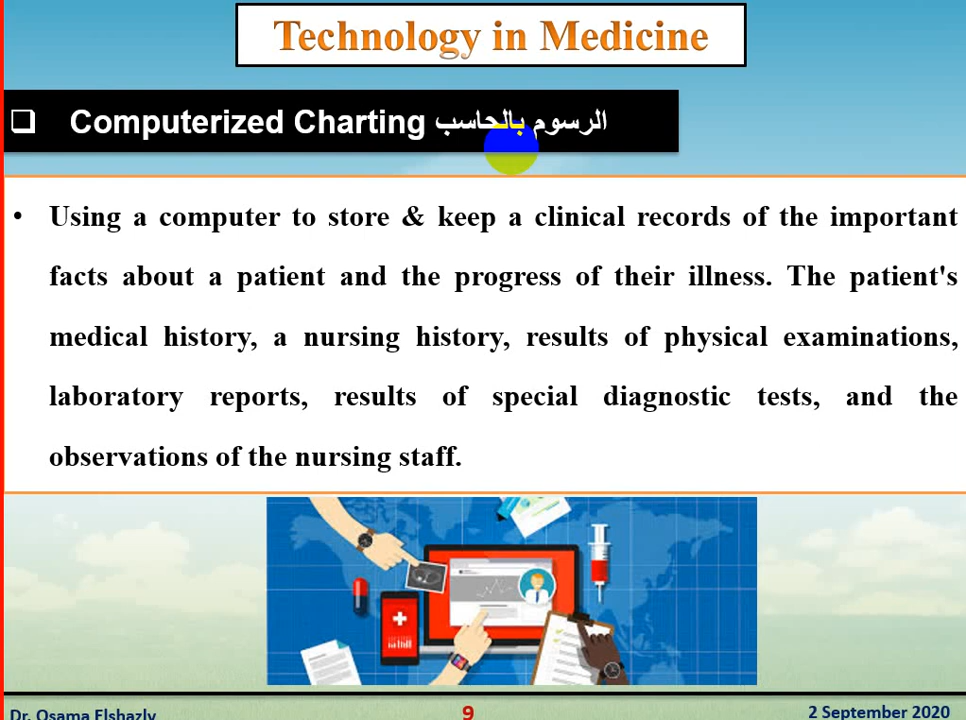 Technology in Medicine
❑ Computerized Charting الرسوم بالحاسب
• Using a computer to store & keep a clinical records of the important
facts about a patient and the progress of their illness. The patient's
medical history, a nursing history, results of physical examinations,
laboratory reports, results of special diagnostic tests, and the
observations of the nursing staff.
Dr. Osama Elshazly
9
2 September 2020